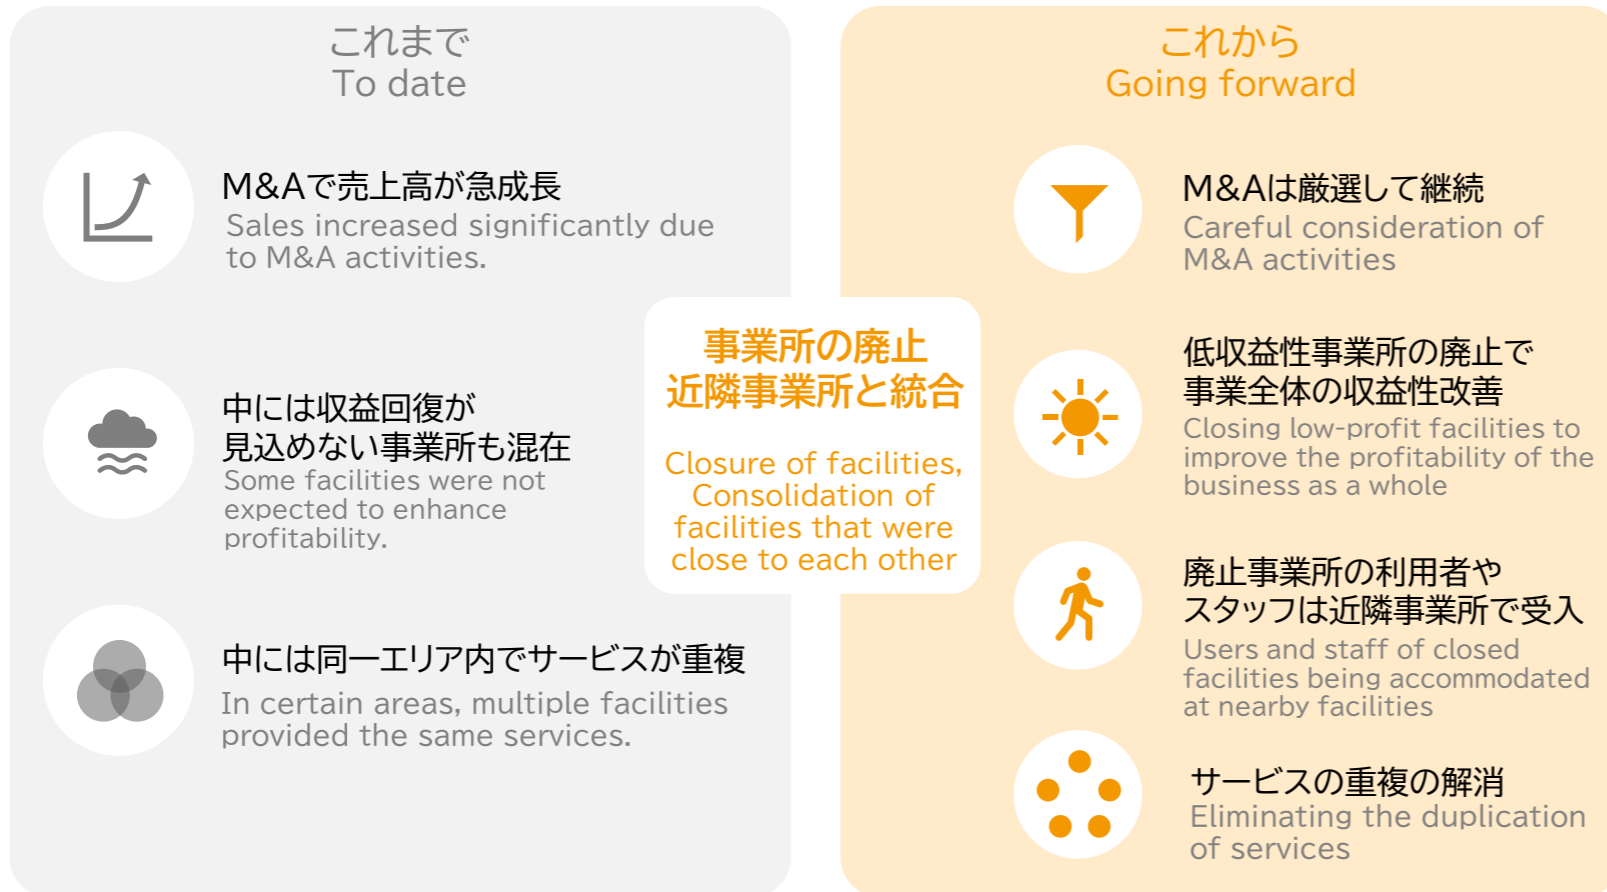 これまで
To date
M&Aで売上高が急成長
Sales increased significantly due
to M&A activities.
中には収益回復が
見込めない事業所も混在
Some facilities were not
expected to enhance
profitability.
中には同一エリア内でサービスが重複
In certain areas, multiple facilities
provided the same services.
事業所の廃止
近隣事業所と統合
Closure of facilities,
Consolidation of
facilities that were
close to each other
これから
Going forward
M&Aは厳選して継続
Careful consideration of
M&A activities
低収益性事業所の廃止で
事業全体の収益性改善
Closing low-profit facilities to
improve the profitability of the
business as a whole
廃止事業所の利用者や
スタッフは近隣事業所で受入
Users and staff of closed
facilities being accommodated
at nearby facilities
サービスの重複の解消
Eliminating the duplication
of services